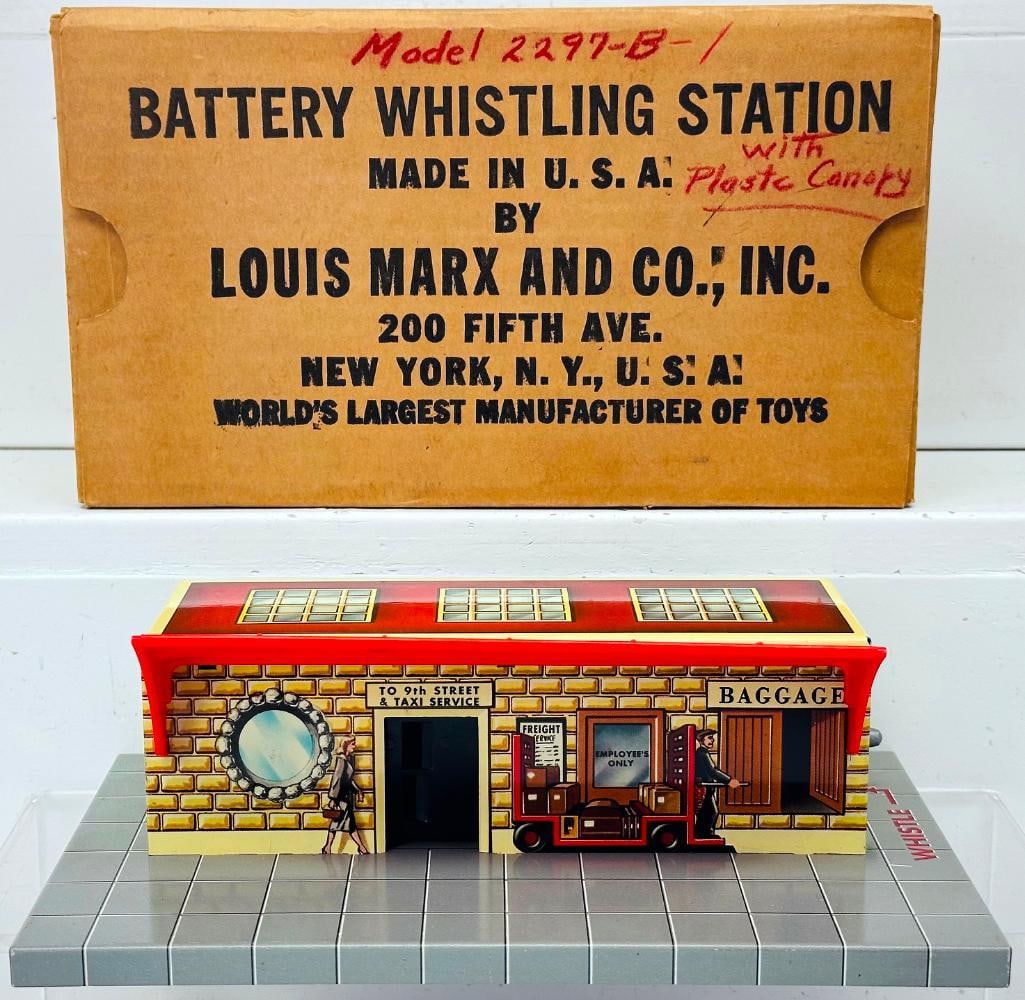 Model 2297-B-1
BATTERY WHISTLING STATION
with
Plastc Canopy
MADE IN U. S. A.
BY
LOUIS MARX AND CO., INC.
200 FIFTH AVE.
NEW YORK, N. Y., U. S. A.
WORLD'S LARGEST MANUFACTURER OF TOYS
TO 9th STREET
& TAXI SERVICE
BAGGAGE
FREIGHT
SERVICE
EMPLOYEE'S
ONLY
WHISTLE